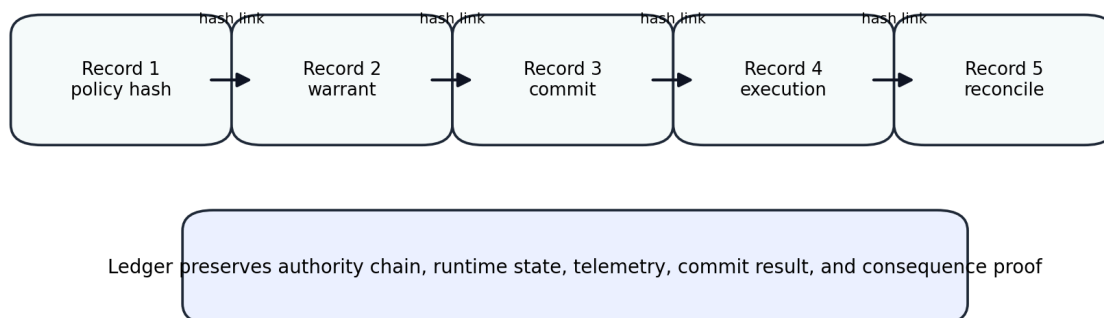 hash link
hash link
hash link
hash link
Record 1
policy hash
Record 2
warrant
Record 3
commit
Record 4
execution
Record 5
reconcile
Ledger preserves authority chain, runtime state, telemetry, commit result, and consequence proof